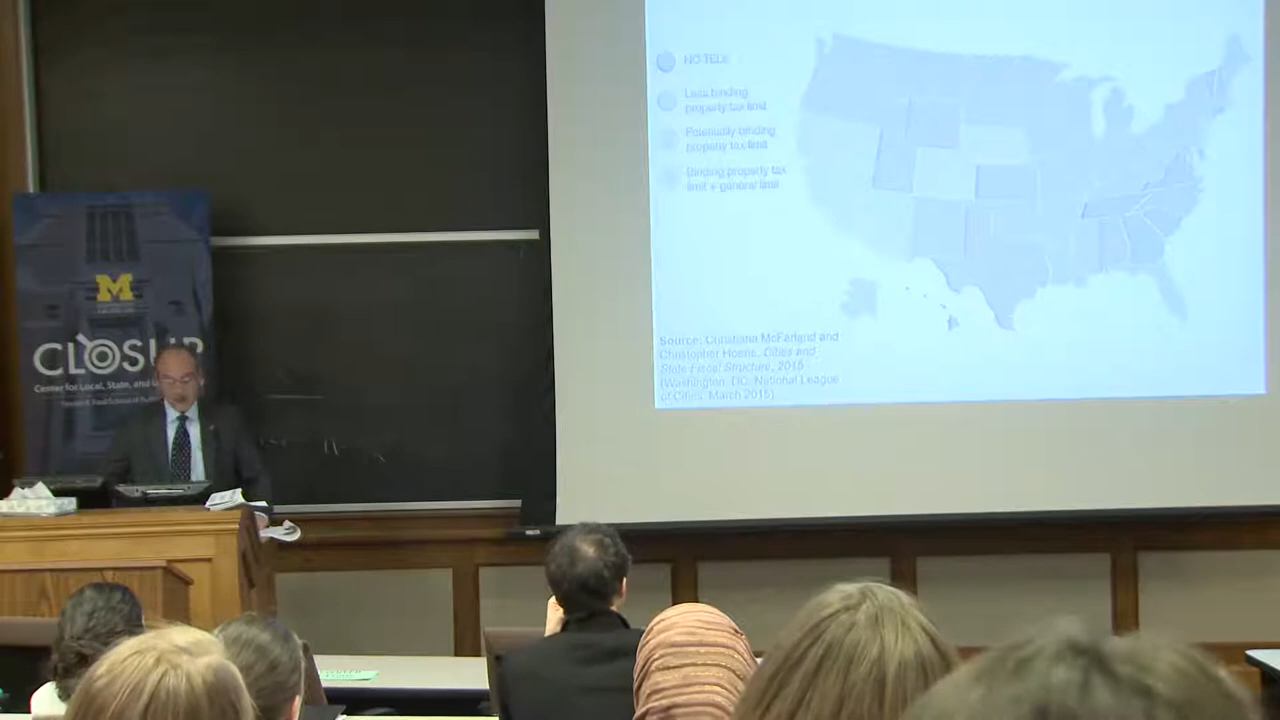 NO TELs
Less binding
property tax limit
Potentially binding
property tax limit
Binding property tax
limit + general limit
Source: Christiana McFarland and
Christopher Hoene, Cities and
State Fiscal Structure, 2015
(Washington, DC: National League
of Cities, March 2015)
M
CLOSUP
Center for Local, State, and